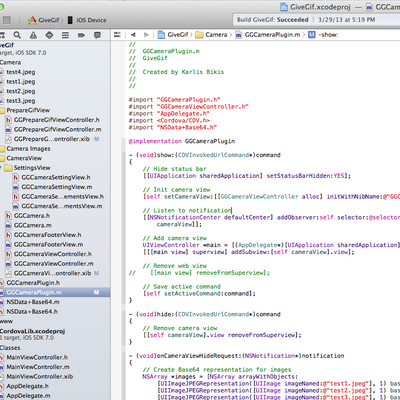 GiveGif.xcodeproj
GGCam
GiveGif
iOS Device
Build GiveGif: Succeeded
3/29/13 at 5:19 PM
GiveGif
Camera
GGCameraPlugin.m
-show:
iveGif
1 target, iOS SDK 7.0
Camera
test4.jpeg
test1.jpeg
test2.jpeg
test3.jpeg
PrepareGifView
GGPrepareGifViewController.h
GGPrepareGifViewController.m
GGPrepareG...ontroller.xib
Camera Images
CameraView
SettingsView
GGCameraSettingView.h
GGCameraSettingView.m
GGCameraSe...ementsView.h
GGCameraSe...mentsView.m
GGCamera.h
GGCamera.m
GGCameraFooterView.h
GGCameraFooterView.m
GGCameraViewController.h
GGCameraViewController.m
GGCameraVi...ontroller.xib
GGCameraPlugin.h
GGCameraPlugin.m
NSData+Base64.h
NSData+Base64.m
www
CordovaLib.xcodeproj
1 target, iOS SDK 7.0
Classes
MainViewController.h
MainViewController.m
MainViewController.xib
AppDelegate.h
AppDelegate.m
//
//  GGCameraPlugin.m
//  GiveGif
//
//  Created by Karlis Bikis
//
//
#import "GGCameraPlugin.h"
#import "GGCameraViewController.h"
#import "AppDelegate.h"
#import <Cordova/CDV.h>
#import "NSData+Base64.h"
@implementation GGCameraPlugin
- (void)show:(CDVInvokedUrlCommand*)command
{
// Hide status bar
[[UIApplication sharedApplication] setStatusBarHidden:YES];
// Init camera view
[self setCameraView:[[GGCameraViewController alloc] initWithNibName:@"GG
// Listen to notification
[[NSNotificationCenter defaultCenter] addObserver:self selector:@selector
cameraView]];
// Add camera view
UIViewController *main = [(AppDelegate*)[[UIApplication sharedApplication]
[[[main view] superview] addSubview:[self cameraView].view];
// Remove web view
//    [[main view] removeFromSuperview];
// Save active command
[self setActiveCommand:command];
}
- (void)hide:(CDVInvokedUrlCommand*)command
{
// Remove camera view
[[self cameraView].view removeFromSuperview];
}
- (void)onCameraViewHideRequest:(NSNotification*)notification
{
// Create Base64 representation for images
NSArray *images = [NSArray arrayWithObjects:
[UIImageJPEGRepresentation([UIImage imageNamed:@"test1.jpeg"], 1) bas
[UIImageJPEGRepresentation([UIImage imageNamed:@"test2.jpeg"], 1) bas
[UIImageJPEGRepresentation([UIImage imageNamed:@"test3.jpeg"], 1) bas